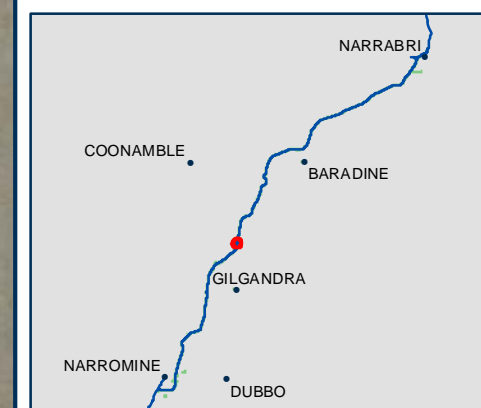 NARRABRI
COONAMBLE
BARADINE
GILGANDRA
NARROMINE
DUBBO